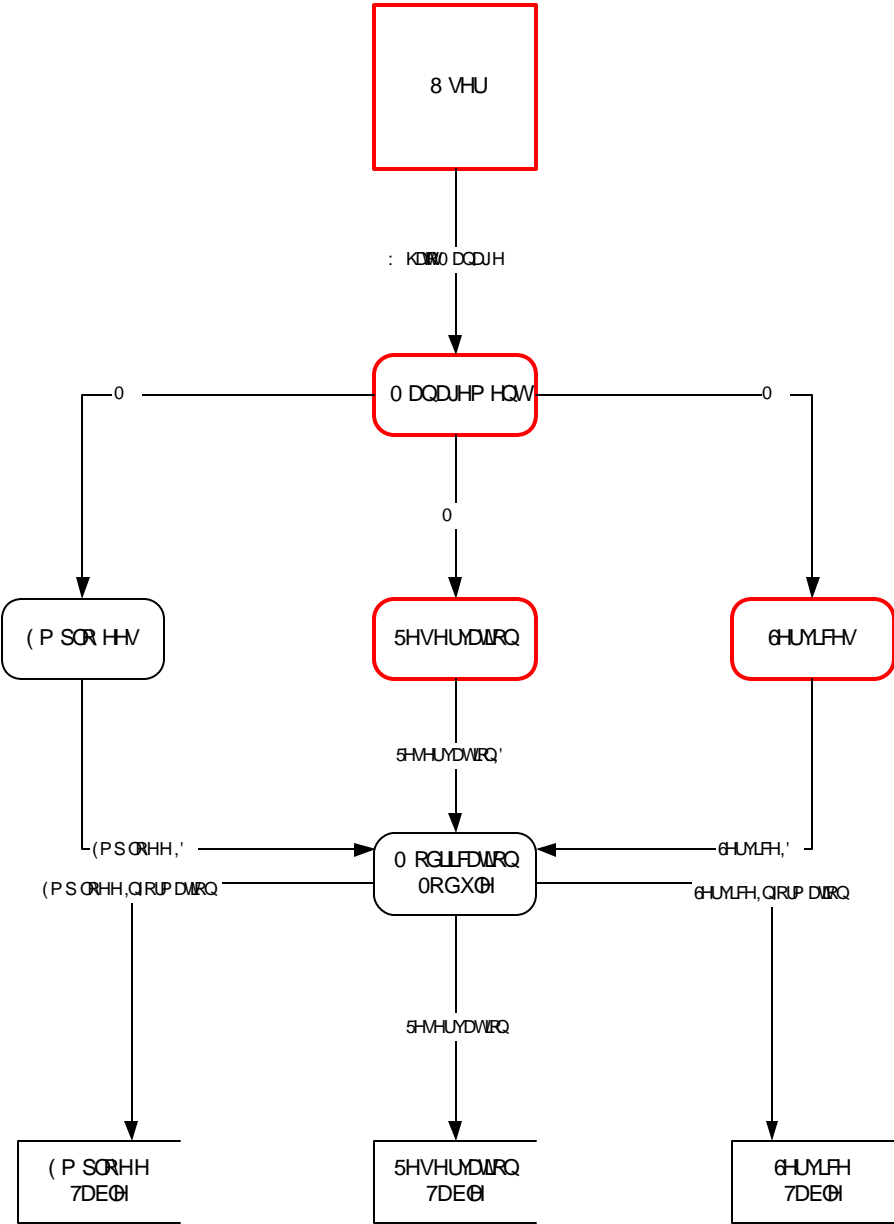 8 VHU
: KDWWR0 DQDJH
0 DQDJHP HQW
0
0
0
(P SOR HHV
5HVHUYDWLRQ
6HUYLFHV
5HVHUYDWLRQ,'
(P SORHH,'
0 RGLILFDWLRQ
0RGXOH
6HUYLFH,'
(P SORHH,QIRUP DWLRQ
6HUYLFH,QIRUP DWLRQ
5HVHUYDWLRQ
(P SORHH
7DEOH
5HVHUYDWLRQ
7DEOH
6HUYLFH
7DEOH